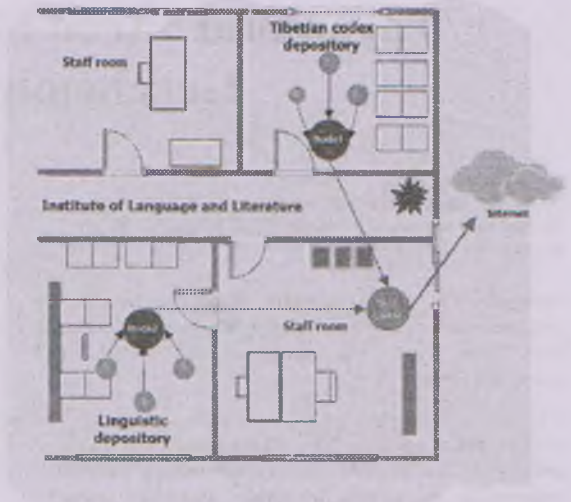 Tibetian codex
depository
Staff room
Institute of Language and Literature
Internet
Staff room
Linguistic
depository